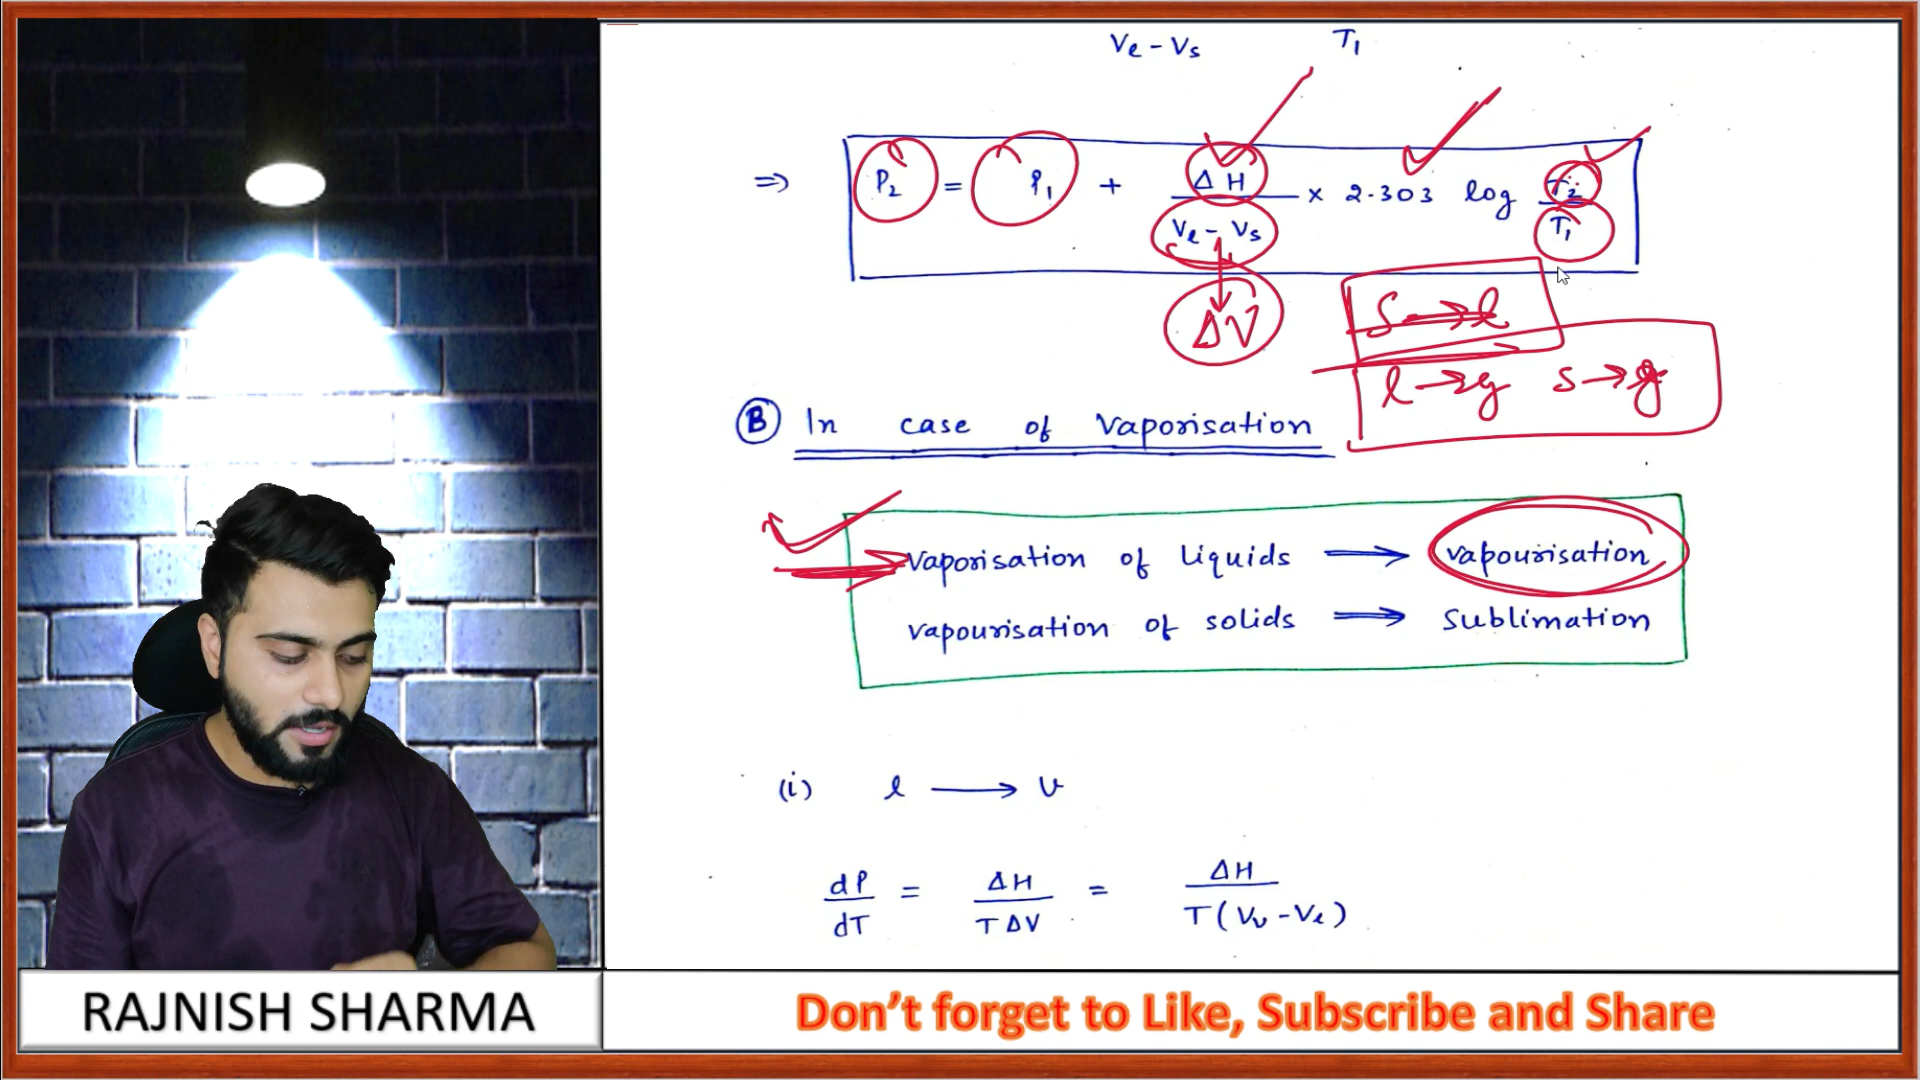 Vℓ - Vs T₁
⇒ P₂ = P₁ + ΔH / Vℓ - Vs × 2.303 log T₂ / T₁
ΔV
S → ℓ
ℓ → g s → g
Ⓑ In case of Vaporisation
Vaporisation of Liquids → vapourisation
vapourisation of solids → Sublimation
(i) ℓ → v
dP / dT = ΔH / TΔV = ΔH / T(Vv - Vℓ)
RAJNISH SHARMA
Don't forget to Like, Subscribe and Share